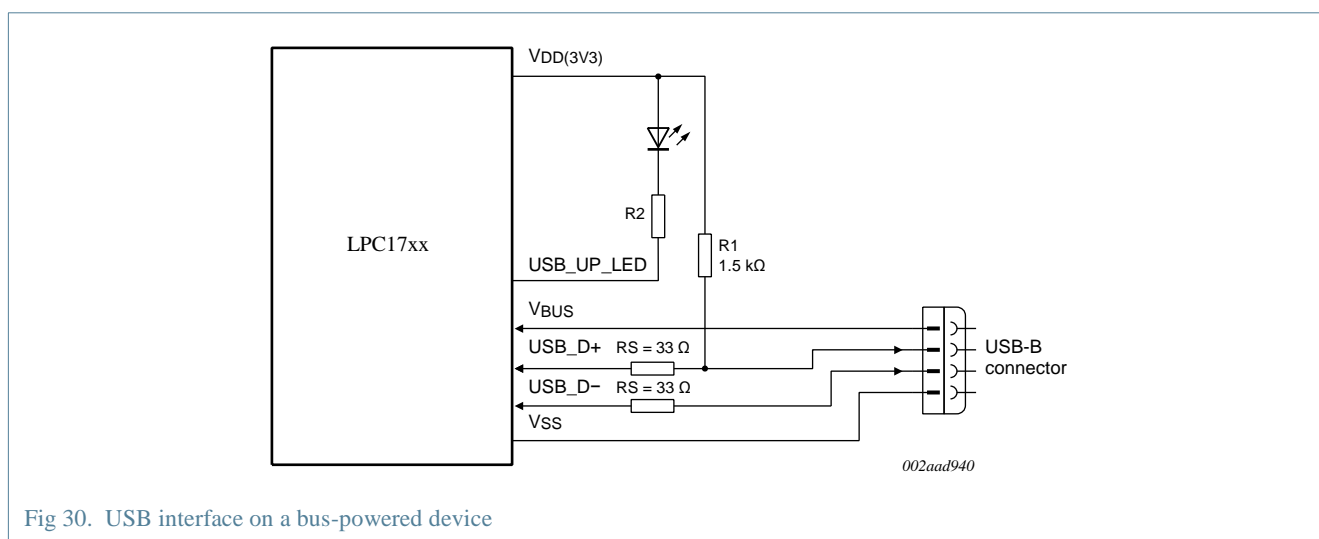 VDD(3V3)
R2
LPC17xx
R1
1.5 kΩ
USB_UP_LED
VBUS
USB_D+ RS = 33 Ω
USB-B
connector
USB_D− RS = 33 Ω
VSS
002aad940
Fig 30. USB interface on a bus-powered device